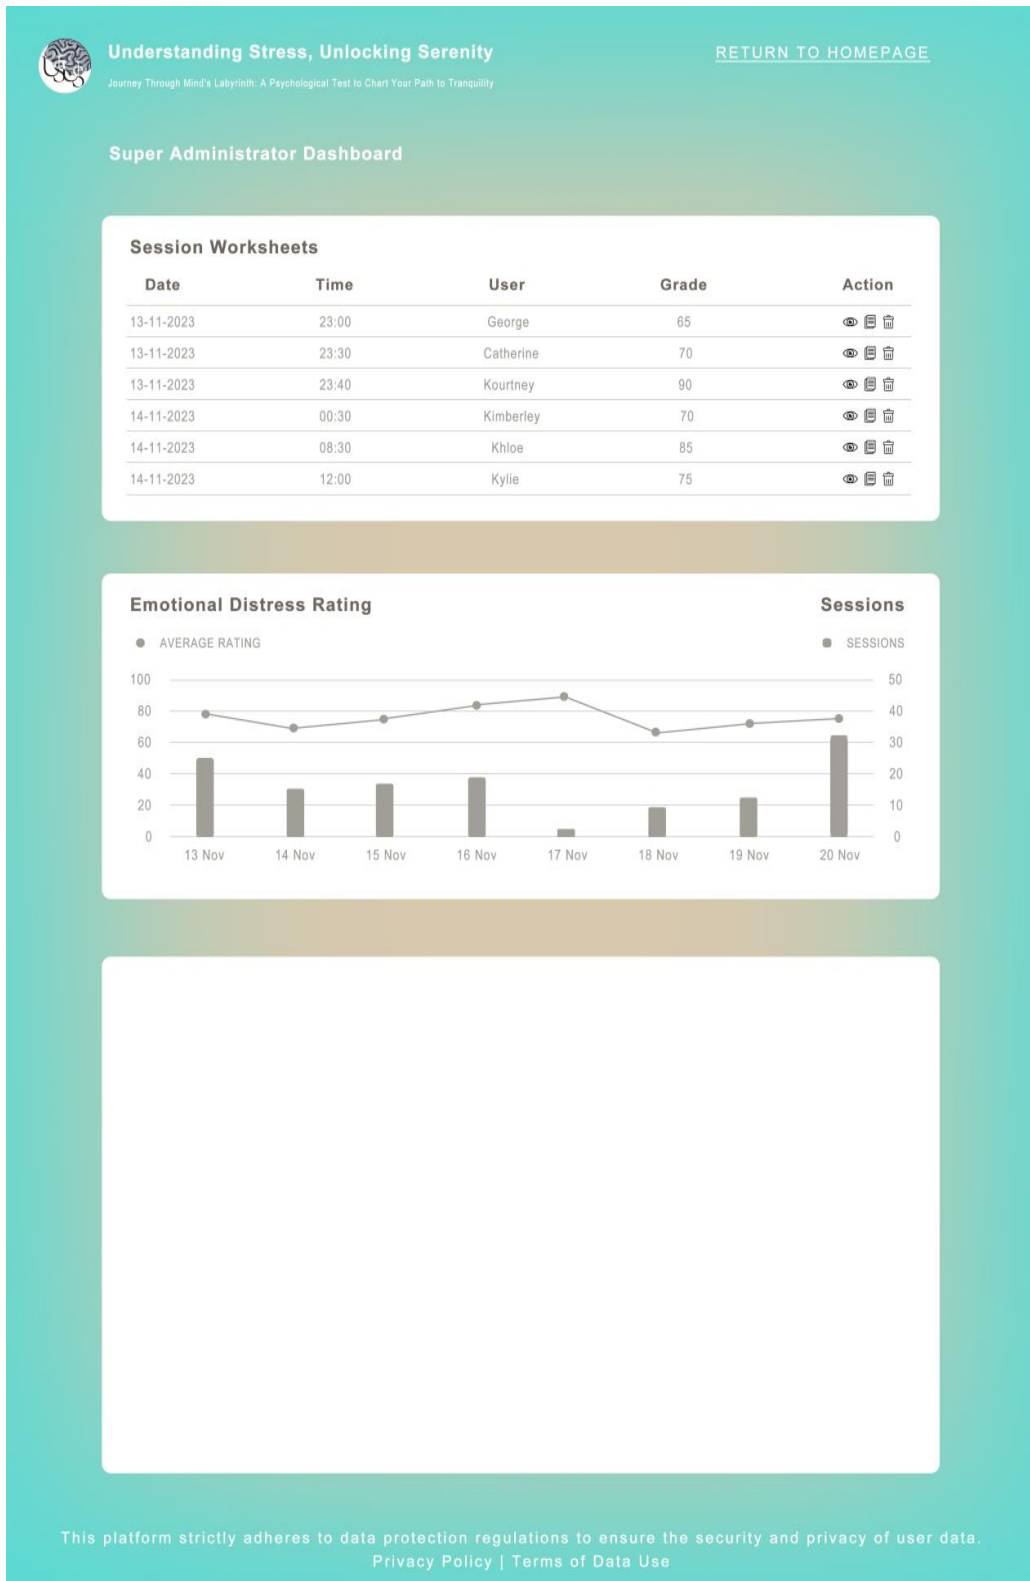 Understanding Stress, Unlocking Serenity
RETURN TO HOMEPAGE
Journey Through Mind's Labyrinth: A Psychological Test to Chart Your Path to Tranquility
Super Administrator Dashboard
Session Worksheets
Date Time User Grade Action
13-11-2023 23:00 George 65
13-11-2023 23:30 Catherine 70
13-11-2023 23:40 Kourtney 90
14-11-2023 00:30 Kimberley 70
14-11-2023 08:30 Khloe 85
14-11-2023 12:00 Kylie 75
Emotional Distress Rating Sessions
AVERAGE RATING SESSIONS
100 50
80 40
60 30
40 20
20 10
0 0
13 Nov 14 Nov 15 Nov 16 Nov 17 Nov 18 Nov 19 Nov 20 Nov
This platform strictly adheres to data protection regulations to ensure the security and privacy of user data.
Privacy Policy | Terms of Data Use